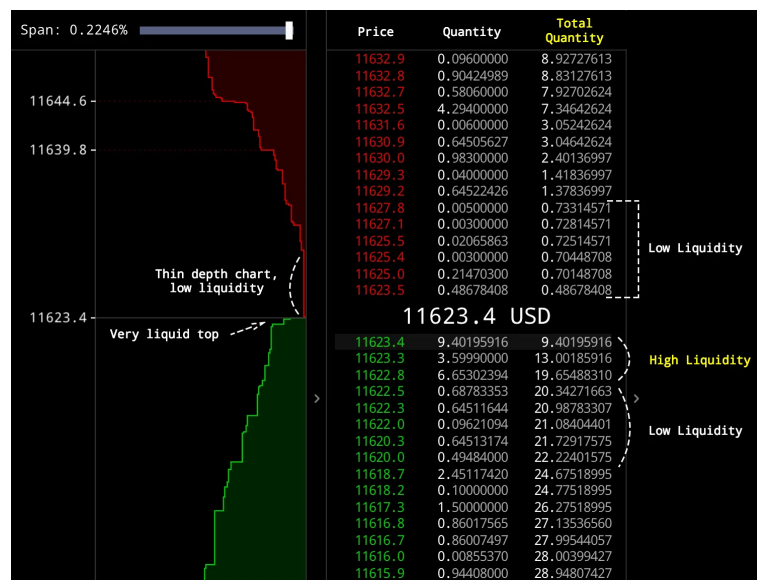 Span: 0.2246%
11644.6
11639.8
11623.4
Thin depth chart,
low liquidity
Very liquid top
Price Quantity Total
Quantity
11632.9 0.09600000 8.92727613
11632.8 0.90424989 8.83127613
11632.7 0.58060000 7.92702624
11632.5 4.29400000 7.34642624
11631.6 0.00600000 3.05242624
11630.9 0.64505627 3.04642624
11630.0 0.98300000 2.40136997
11629.3 0.04000000 1.41836997
11629.2 0.64522426 1.37836997
11627.8 0.00500000 0.73314571
11627.1 0.00300000 0.72814571
11625.5 0.02065863 0.72514571
11625.4 0.00300000 0.70448708
11625.0 0.21470300 0.70148708
11623.5 0.48678408 0.48678408
Low Liquidity
11623.4 USD
11623.4 9.40195916 9.40195916
11623.3 3.59990000 13.00185916
11622.8 6.65302394 19.65488310
11622.5 0.68783353 20.34271663
11622.3 0.64511644 20.98783307
11622.0 0.09621094 21.08404401
11620.3 0.64513174 21.72917575
11620.0 0.49484000 22.22401575
11618.7 2.45117420 24.67518995
11618.2 0.10000000 24.77518995
11617.3 1.50000000 26.27518995
11616.8 0.86017565 27.13536560
11616.7 0.86007497 27.99544057
11616.0 0.00855370 28.00399427
11615.9 0.94408000 28.94807427
High Liquidity
Low Liquidity